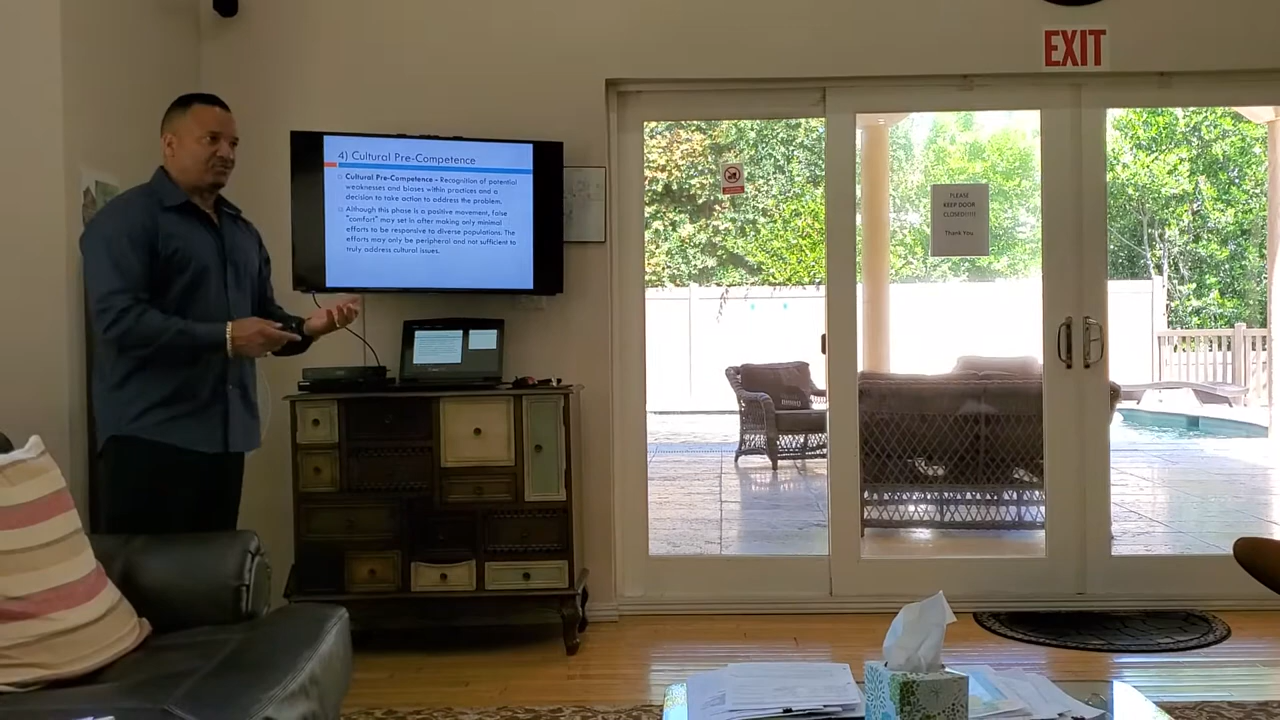 EXIT
4) Cultural Pre-Competence
Cultural Pre-Competence - Recognition of potential
weaknesses and biases within practices and a
decision to take action to address the problem.
Although this phase is a positive movement, false
"comfort" may set in after making only minimal
efforts to be responsive to diverse populations. The
efforts may only be peripheral and not sufficient to
truly address cultural issues.
PLEASE
KEEP DOOR
CLOSED!!!!!
Thank You